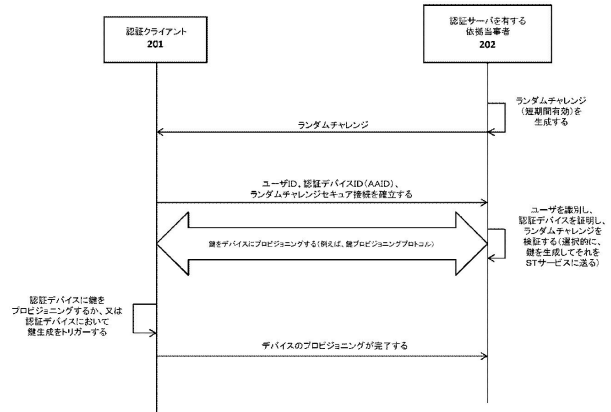 認証クライアント
201
認証サーバを有する
依拠当事者
202
ランダムチャレンジ
(短期間有効)を
生成する
ランダムチャレンジ
ユーザID、認証デバイスID(AAID)、
ランダムチャレンジセキュア接続を確立する
鍵をデバイスにプロビジョニングする(例えば、鍵プロビジョニングプロトコル)
ユーザを識別し、
認証デバイスを証明し、
ランダムチャレンジを
検証する(選択的に、
鍵を生成してそれを
STサービスに送る)
認証デバイスに鍵を
プロビジョニングするか、又は
認証デバイスにおいて
鍵生成をトリガーする
デバイスのプロビジョニングが完了する